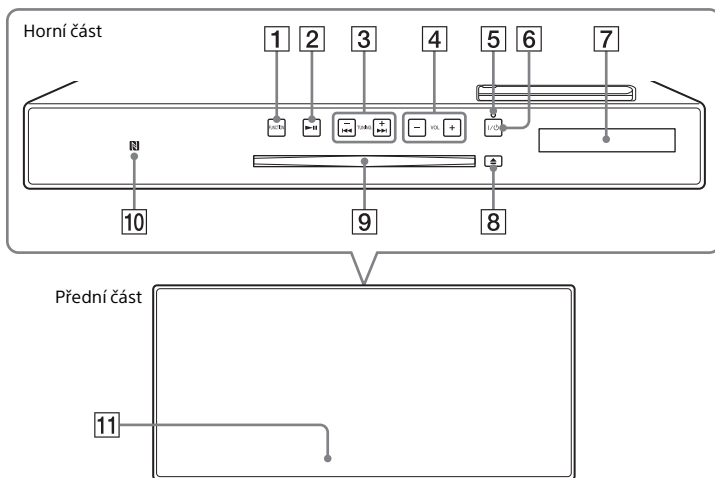 Horní část
1 2 3 4 5 6 7
FUNCTION TUNING − + VOL − +
10 9 8
Přední část
11